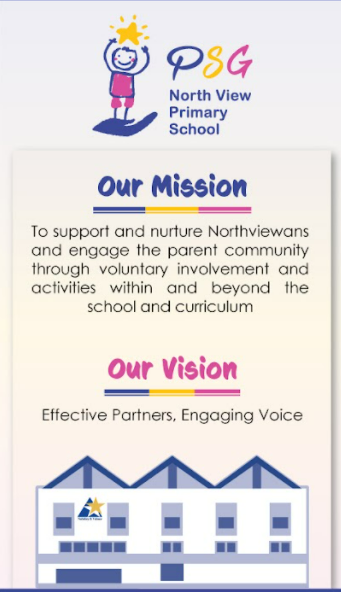 PSG
North View
Primary
School
Our Mission
To support and nurture Northviewans
and engage the parent community
through voluntary involvement and
activities within and beyond the
school and curriculum
Our Vision
Effective Partners, Engaging Voice